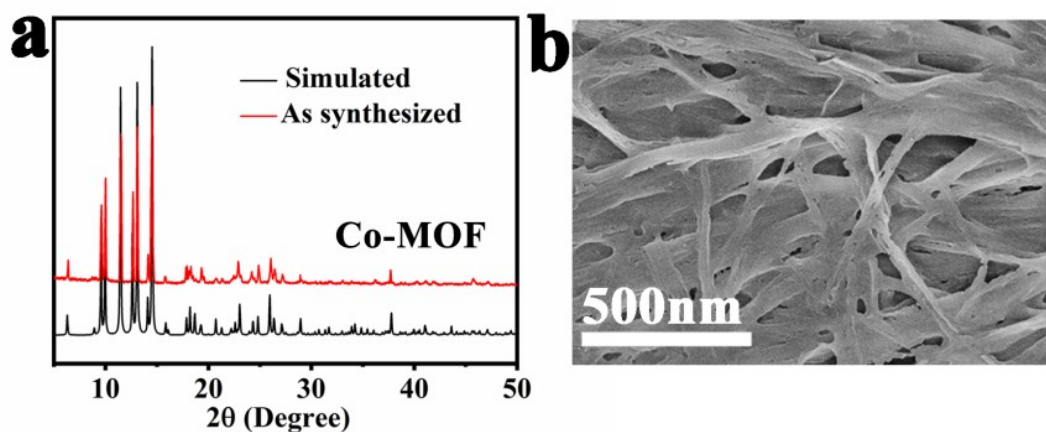 a
Simulated
As synthesized
Co-MOF
10
20
30
40
50
2θ (Degree)
b
500nm